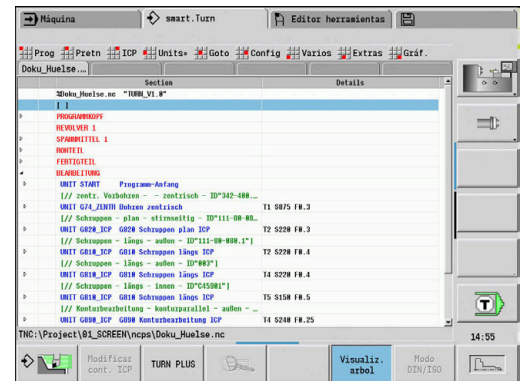 Máquina
smart.Turn
Editor herramientas
Prog Pretn ICP Units» Goto Config Varios Extras Gráf.
Doku_Huelse....
Section Details
%Doku_Huelse.nc "TURN_V1.0"
[ ]
PROGRAMMKOPF
REVOLVER 1
SPANNMITTEL 1
ROHTEIL
FERTIGTEIL
BEARBEITUNG
UNIT START Programm-Anfang
[// zentr. Vorbohren - - zentrisch - ID"342-400....
UNIT G74_ZENTR Bohren zentrisch T1 S875 F0.3
[// Schruppen - plan - stirnseitig - ID"111-80-08...
UNIT G820_ICP G820 Schruppen plan ICP T2 S220 F0.3
[// Schruppen - längs - außen - ID"111-80-080.1"]
UNIT G810_ICP G810 Schruppen längs ICP T2 S220 F0.4
[// Schruppen - längs - außen - ID"003"]
UNIT G810_ICP G810 Schruppen längs ICP T4 S220 F0.4
[// Schruppen - längs - innen - ID"C45901"]
UNIT G810_ICP G810 Schruppen längs ICP T5 S150 F0.5
[// Konturbearbeitung - konturparallel - außen - ...
UNIT G890_ICP G890 Konturbearbeitung ICP T4 S240 F0.25
TNC:\Project\01_SCREEN\ncps\Doku_Huelse.nc
14:55
Modificar cont. ICP
TURN PLUS
Visualiz. arbol
Modo DIN/ISO
T